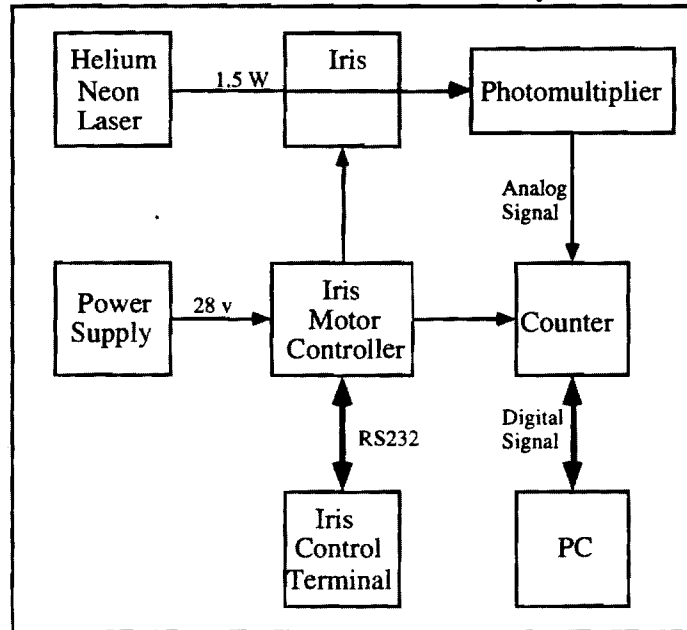 Helium
Neon
Laser
1.5 W
Iris
Photomultiplier
Analog
Signal
Power
Supply
28 v
Iris
Motor
Controller
Counter
RS232
Digital
Signal
Iris
Control
Terminal
PC